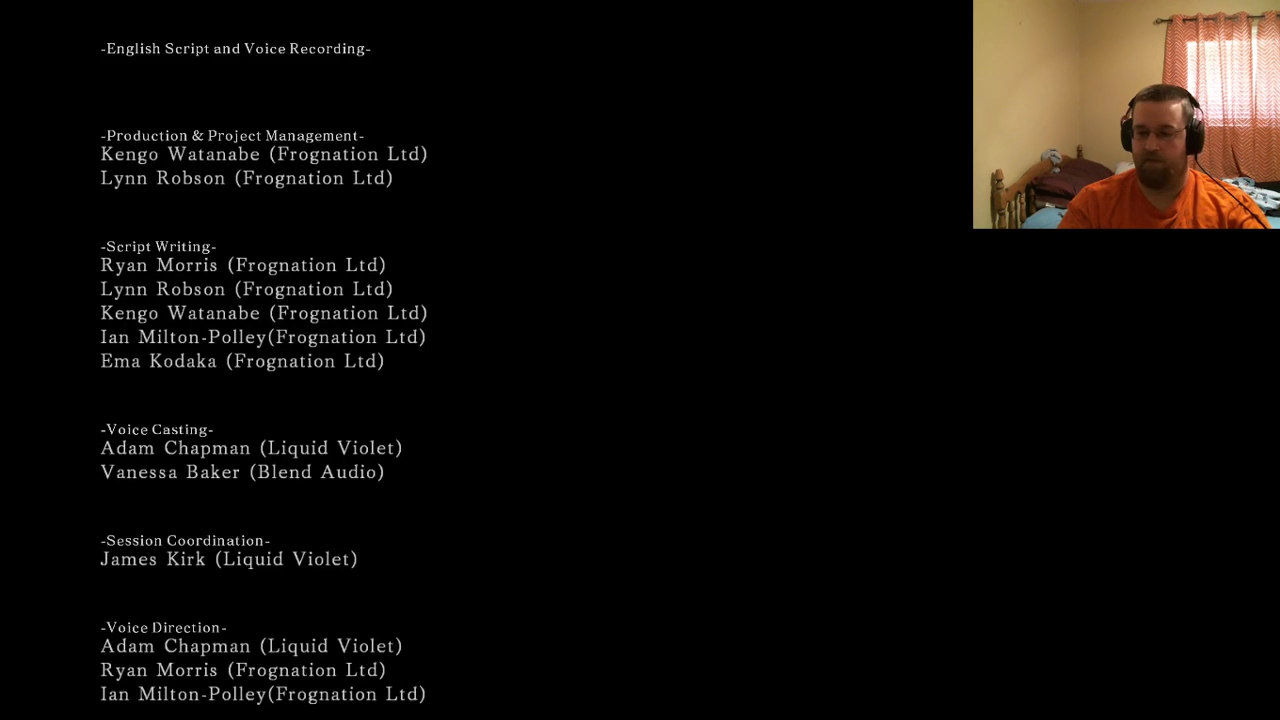 -English Script and Voice Recording-
-Production & Project Management-
Kengo Watanabe (Frognation Ltd)
Lynn Robson (Frognation Ltd)
-Script Writing-
Ryan Morris (Frognation Ltd)
Lynn Robson (Frognation Ltd)
Kengo Watanabe (Frognation Ltd)
Ian Milton-Polley(Frognation Ltd)
Ema Kodaka (Frognation Ltd)
-Voice Casting-
Adam Chapman (Liquid Violet)
Vanessa Baker (Blend Audio)
-Session Coordination-
James Kirk (Liquid Violet)
-Voice Direction-
Adam Chapman (Liquid Violet)
Ryan Morris (Frognation Ltd)
Ian Milton-Polley(Frognation Ltd)